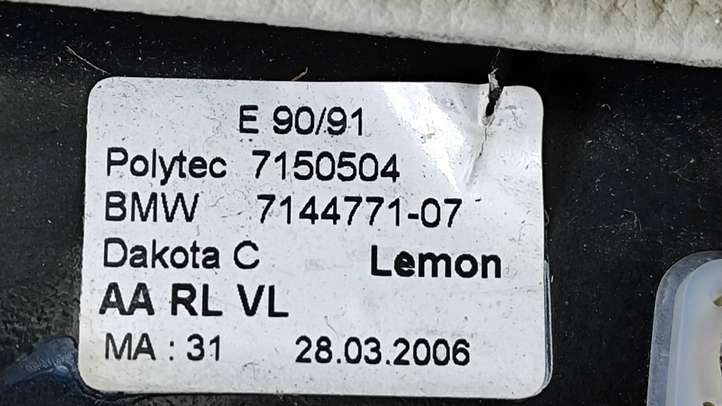 E 90/91
Polytec 7150504
BMW 7144771-07
Dakota C Lemon
AA RL VL
MA : 31 28.03.2006